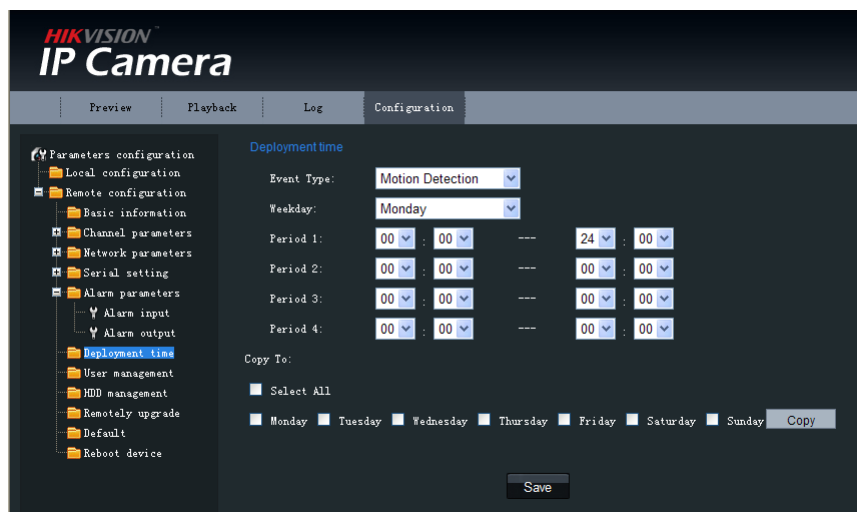 HIKVISION™
IP Camera
Preview Playback Log Configuration
Parameters configuration
Local configuration
Remote configuration
Basic information
Channel parameters
Network parameters
Serial setting
Alarm parameters
Alarm input
Alarm output
Deployment time
User management
HDD management
Remotely upgrade
Default
Reboot device
Deployment time
Event Type: Motion Detection
Weekday: Monday
Period 1: 00 : 00 --- 24 : 00
Period 2: 00 : 00 --- 00 : 00
Period 3: 00 : 00 --- 00 : 00
Period 4: 00 : 00 --- 00 : 00
Copy To:
Select All
Monday Tuesday Wednesday Thursday Friday Saturday Sunday Copy
Save